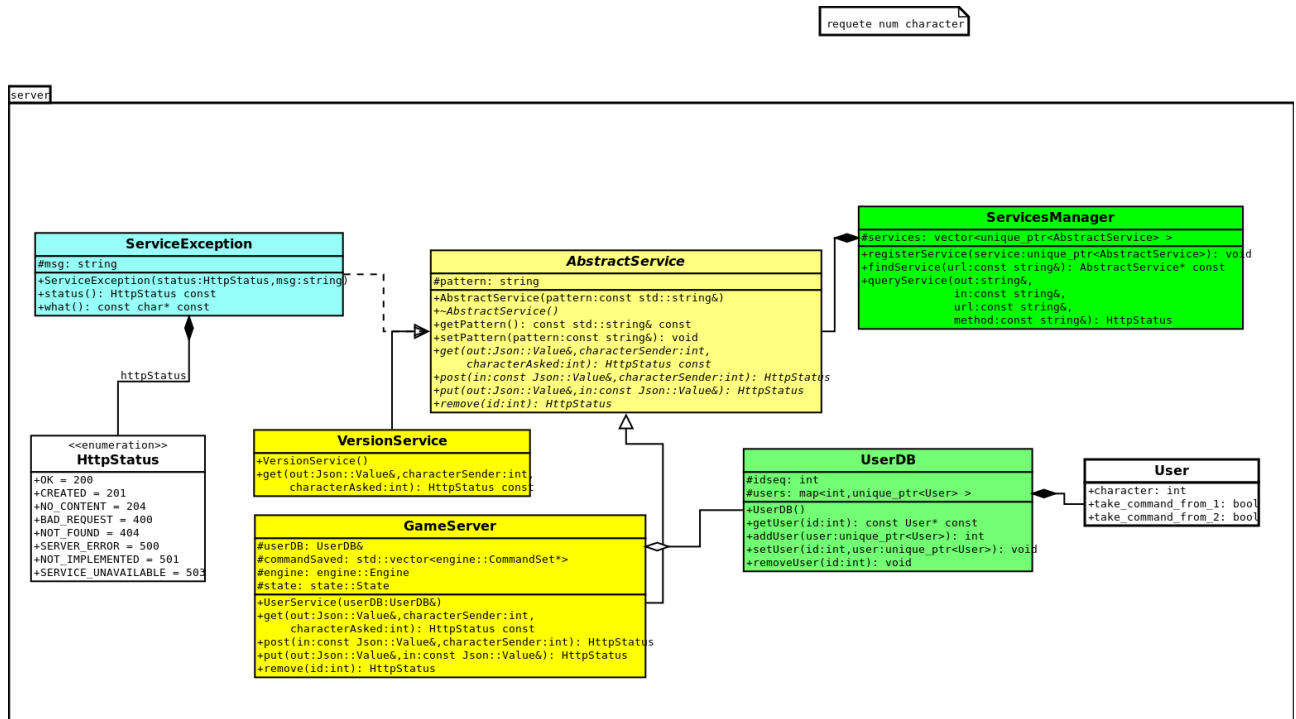 requete num character
server
ServiceException
#msg: string
+ServiceException(status:HttpStatus,msg:string)
+status(): HttpStatus const
+what(): const char* const
httpStatus
<<enumeration>>
HttpStatus
+OK = 200
+CREATED = 201
+NO_CONTENT = 204
+BAD_REQUEST = 400
+NOT_FOUND = 404
+SERVER_ERROR = 500
+NOT_IMPLEMENTED = 501
+SERVICE_UNAVAILABLE = 503
AbstractService
#pattern: string
+AbstractService(pattern:const std::string&)
+~AbstractService()
+getPattern(): const std::string& const
+setPattern(pattern:const string&): void
+get(out:Json::Value&,characterSender:int,
characterAsked:int): HttpStatus const
+post(in:const Json::Value&,characterSender:int): HttpStatus
+put(out:Json::Value&,in:const Json::Value&): HttpStatus
+remove(id:int): HttpStatus
ServicesManager
#services: vector<unique_ptr<AbstractService> >
+registerService(service:unique_ptr<AbstractService>): void
+findService(url:const string&): AbstractService* const
+queryService(out:string&,
in:const string&,
url:const string&,
method:const string&): HttpStatus
VersionService
+VersionService()
+get(out:Json::Value&,characterSender:int,
characterAsked:int): HttpStatus const
GameServer
#userDB: UserDB&
#commandSaved: std::vector<engine::CommandSet*>
#engine: engine::Engine
#state: state::State
+UserService(userDB:UserDB&)
+get(out:Json::Value&,characterSender:int,
characterAsked:int): HttpStatus const
+post(in:const Json::Value&,characterSender:int): HttpStatus
+put(out:Json::Value&,in:const Json::Value&): HttpStatus
+remove(id:int): HttpStatus
UserDB
#idseq: int
#users: map<int,unique_ptr<User> >
+UserDB()
+getUser(id:int): const User* const
+addUser(user:unique_ptr<User>): int
+setUser(id:int,user:unique_ptr<User>): void
+removeUser(id:int): void
User
+character: int
+take_command_from_1: bool
+take_command_from_2: bool